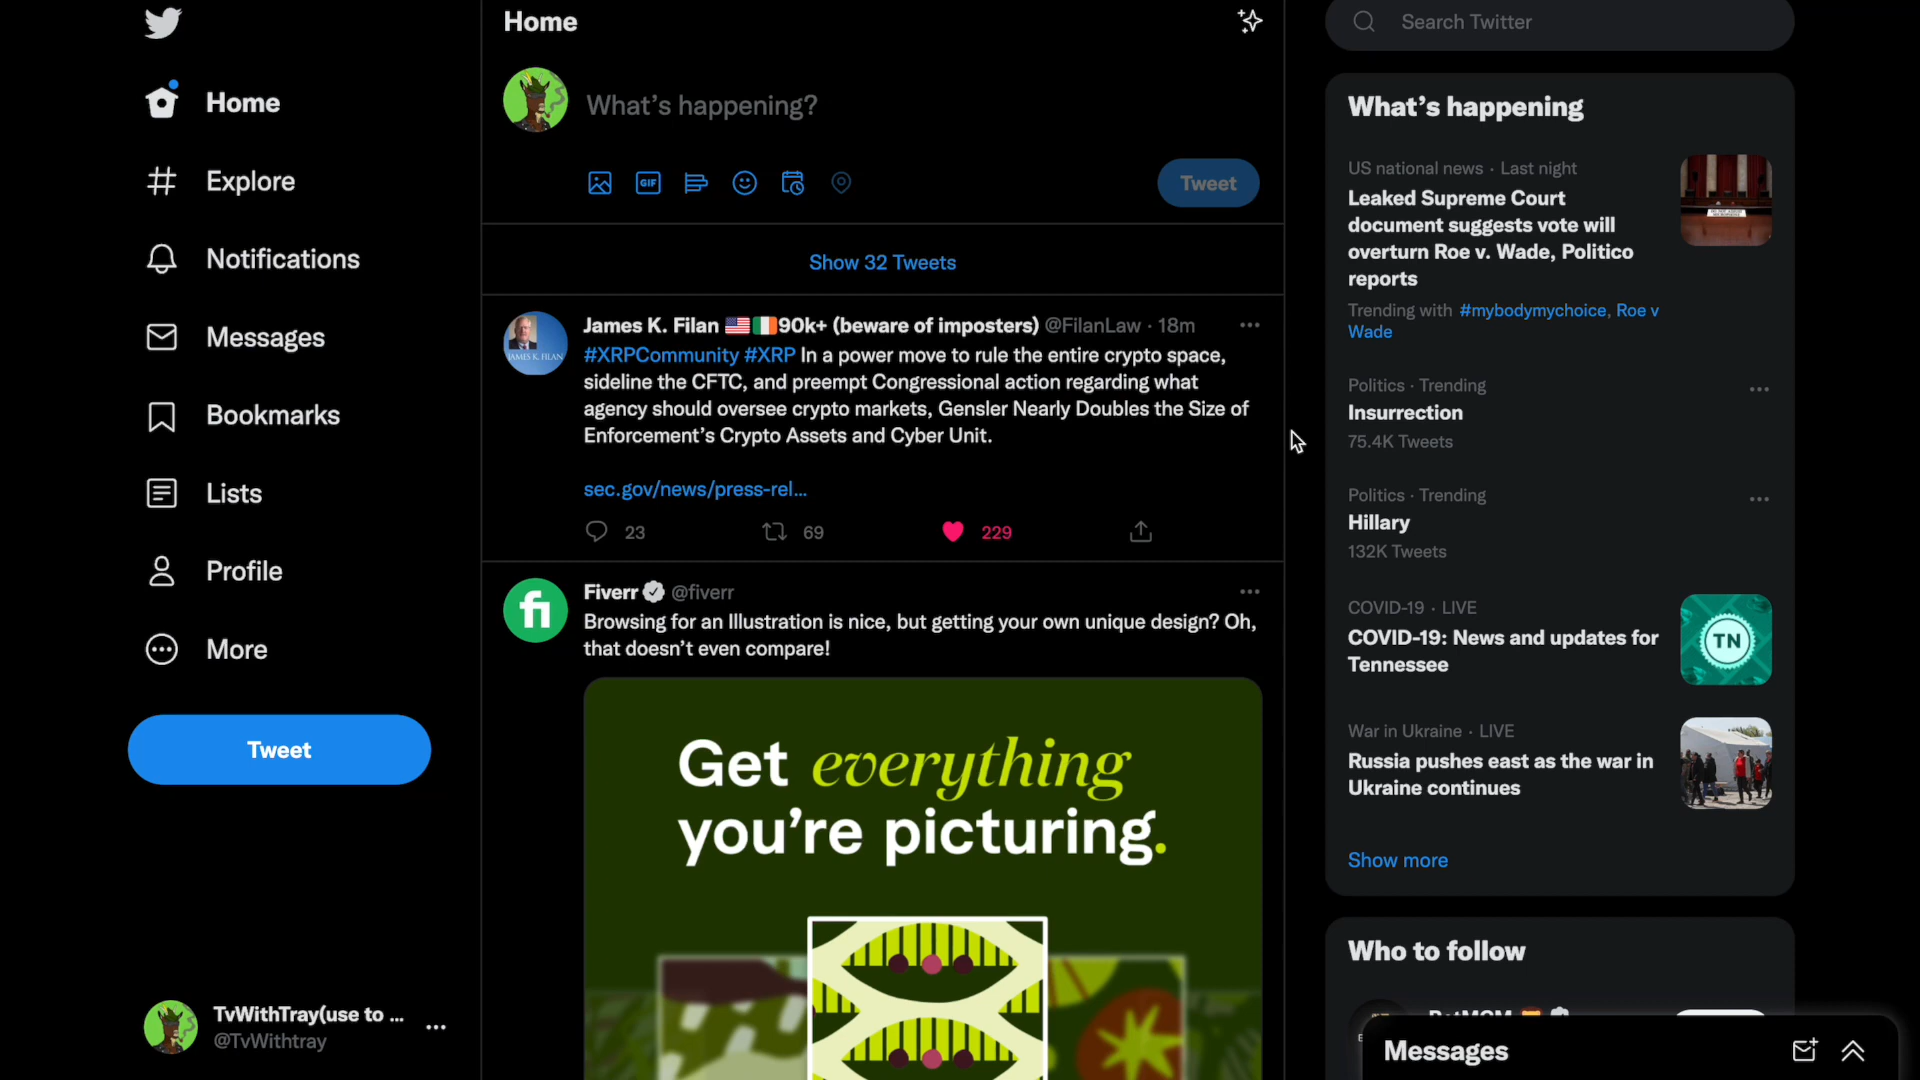 Home
Explore
Notifications
Messages
Bookmarks
Lists
Profile
More
Tweet
TvWithTray(use to ...
@TvWithtray
Home
What's happening?
GIF
Tweet
Show 32 Tweets
James K. Filan 🇺🇸🇮🇪90k+ (beware of imposters) @FilanLaw · 18m
#XRPCommunity #XRP In a power move to rule the entire crypto space,
sideline the CFTC, and preempt Congressional action regarding what
agency should oversee crypto markets, Gensler Nearly Doubles the Size of
Enforcement's Crypto Assets and Cyber Unit.
sec.gov/news/press-rel...
23 69 229
JAMES K. FILAN
fi
Fiverr @fiverr
Browsing for an Illustration is nice, but getting your own unique design? Oh,
that doesn't even compare!
Get everything
you're picturing.
Search Twitter
What's happening
US national news · Last night
Leaked Supreme Court
document suggests vote will
overturn Roe v. Wade, Politico
reports
Trending with #mybodymychoice, Roe v
Wade
Politics · Trending
Insurrection
75.4K Tweets
Politics · Trending
Hillary
132K Tweets
COVID-19 · LIVE
COVID-19: News and updates for
Tennessee
TN
War in Ukraine · LIVE
Russia pushes east as the war in
Ukraine continues
Show more
Who to follow
Messages